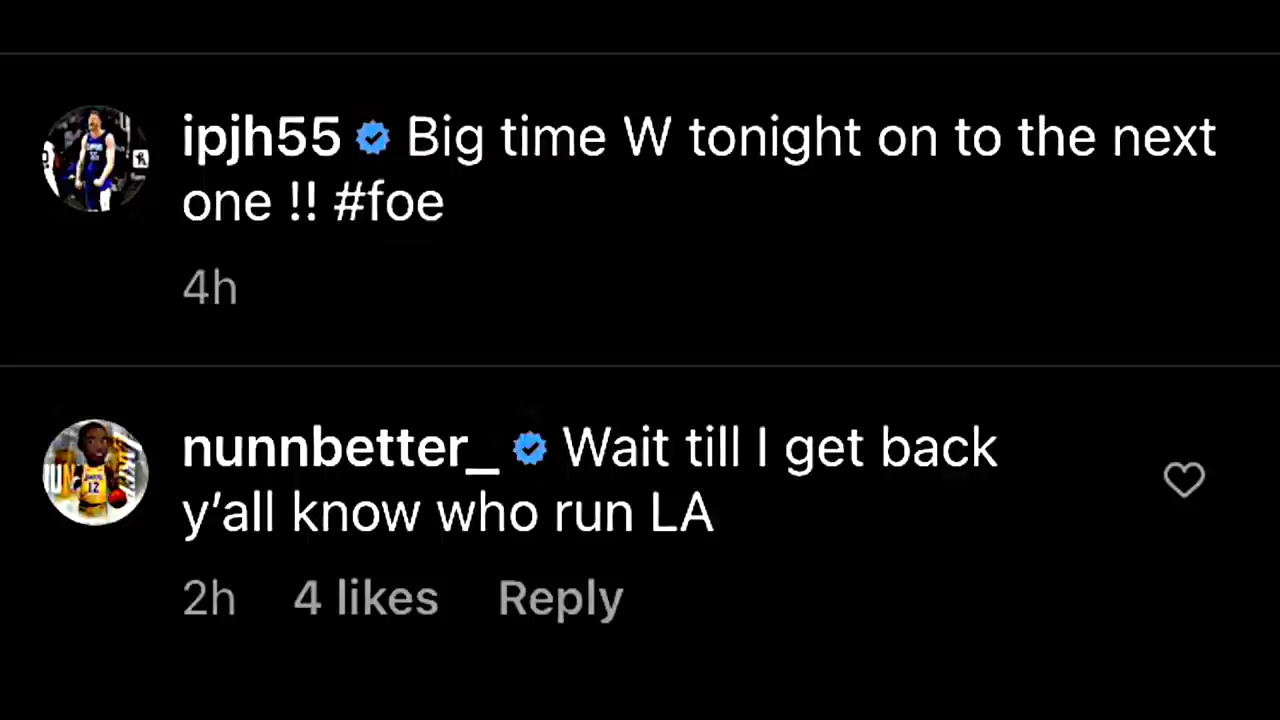 ipjh55 Big time W tonight on to the next
one !! #foe
4h
nunnbetter_ Wait till I get back
y’all know who run LA
2h 4 likes Reply